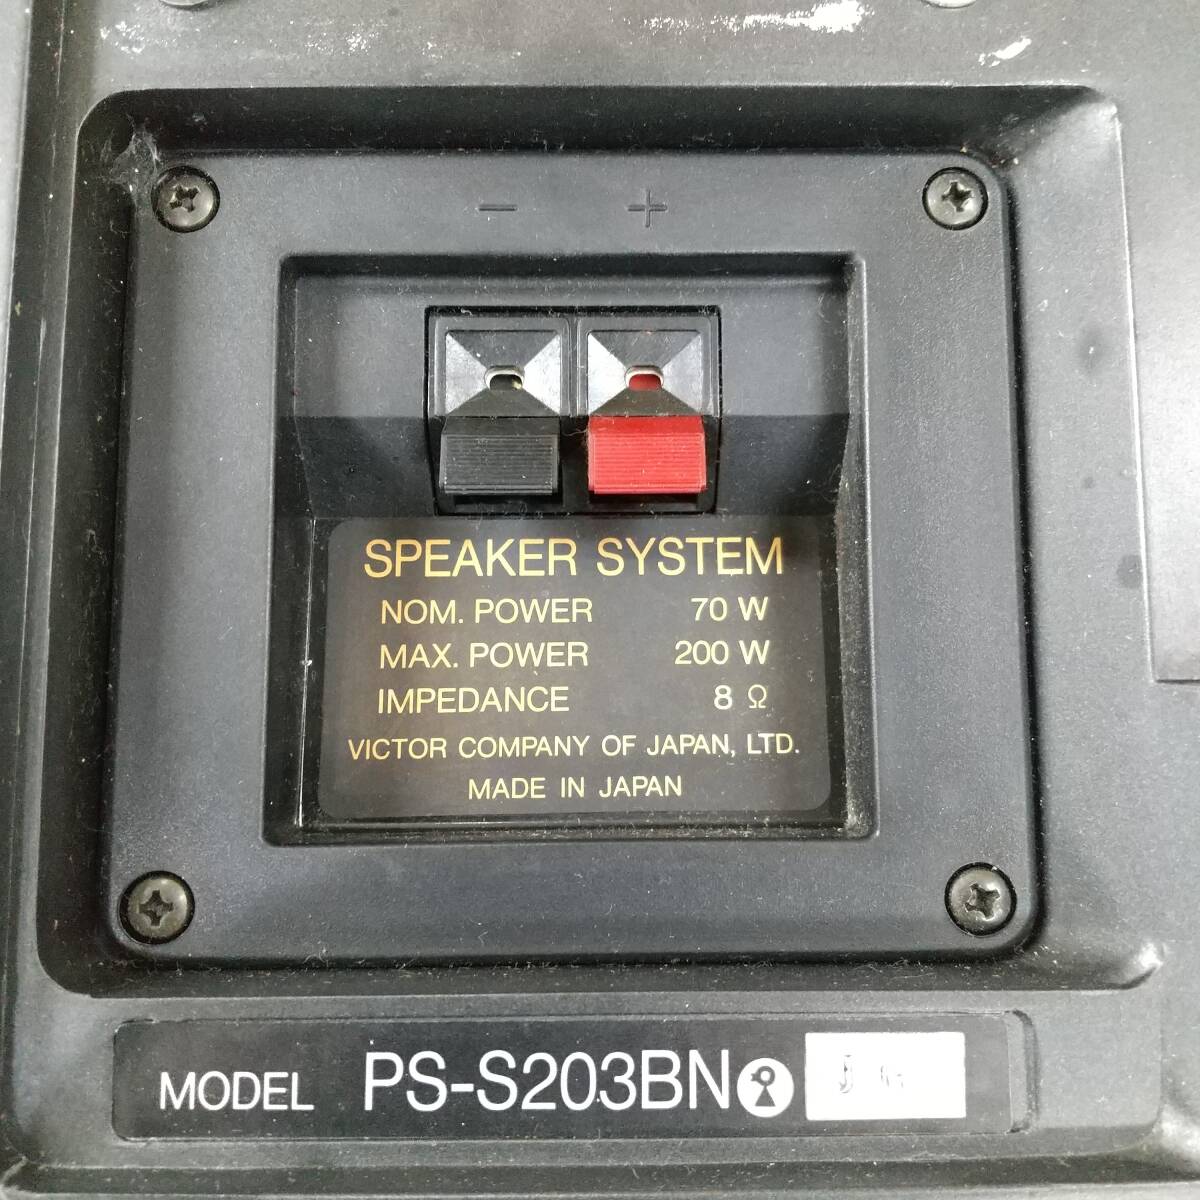 − +
SPEAKER SYSTEM
NOM. POWER 70 W
MAX. POWER 200 W
IMPEDANCE 8 Ω
VICTOR COMPANY OF JAPAN, LTD.
MADE IN JAPAN
MODEL PS-S203BN